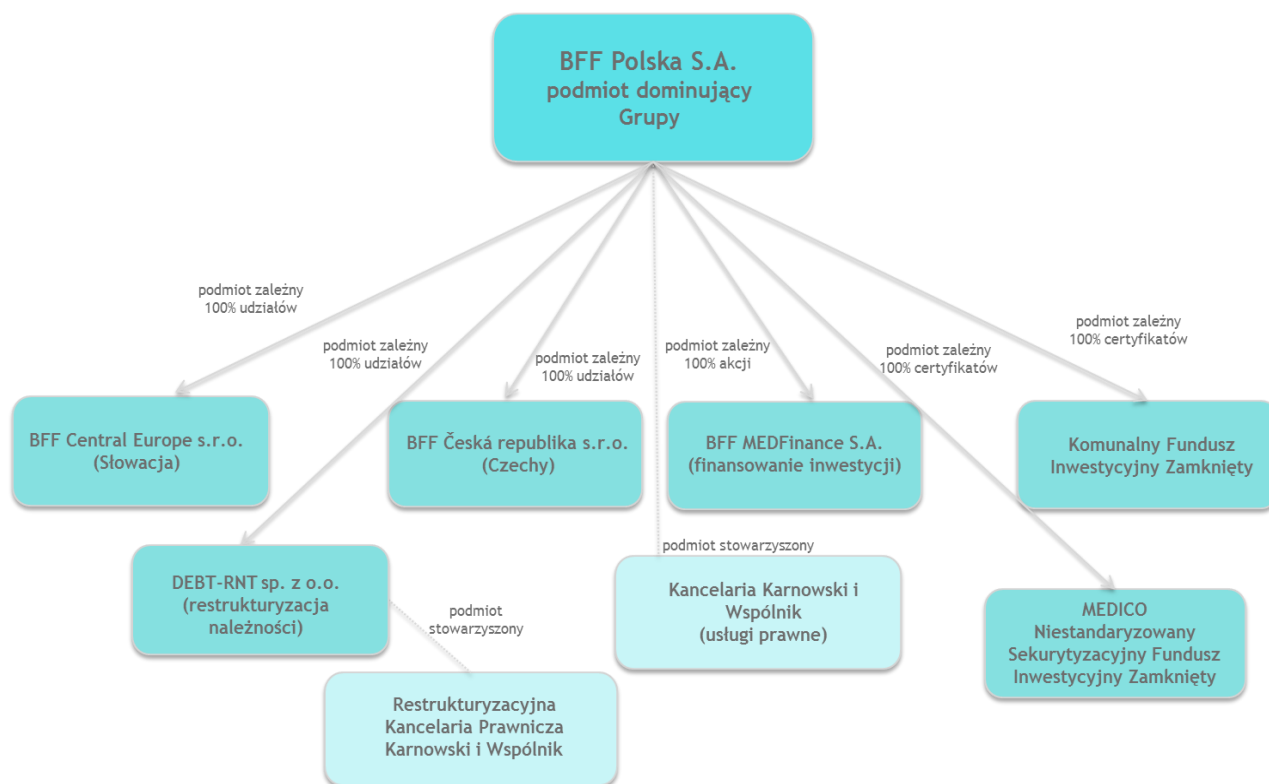 BFF Polska S.A.
podmiot dominujący
Grupy
podmiot zależny
100% udziałów
podmiot zależny
100% udziałów
podmiot zależny
100% udziałów
podmiot zależny
100% akcji
podmiot zależny
100% certyfikatów
podmiot zależny
100% certyfikatów
BFF Central Europe s.r.o.
(Słowacja)
BFF Česká republika s.r.o.
(Czechy)
BFF MEDFinance S.A.
(finansowanie inwestycji)
Komunalny Fundusz
Inwestycyjny Zamknięty
DEBT-RNT sp. z o.o.
(restrukturyzacja
należności)
podmiot
stowarzyszony
podmiot stowarzyszony
Kancelaria Karnowski i
Wspólnik
(usługi prawne)
MEDICO
Niestandaryzowany
Sekurytyzacyjny Fundusz
Inwestycyjny Zamknięty
Restrukturyzacyjna
Kancelaria Prawnicza
Karnowski i Wspólnik